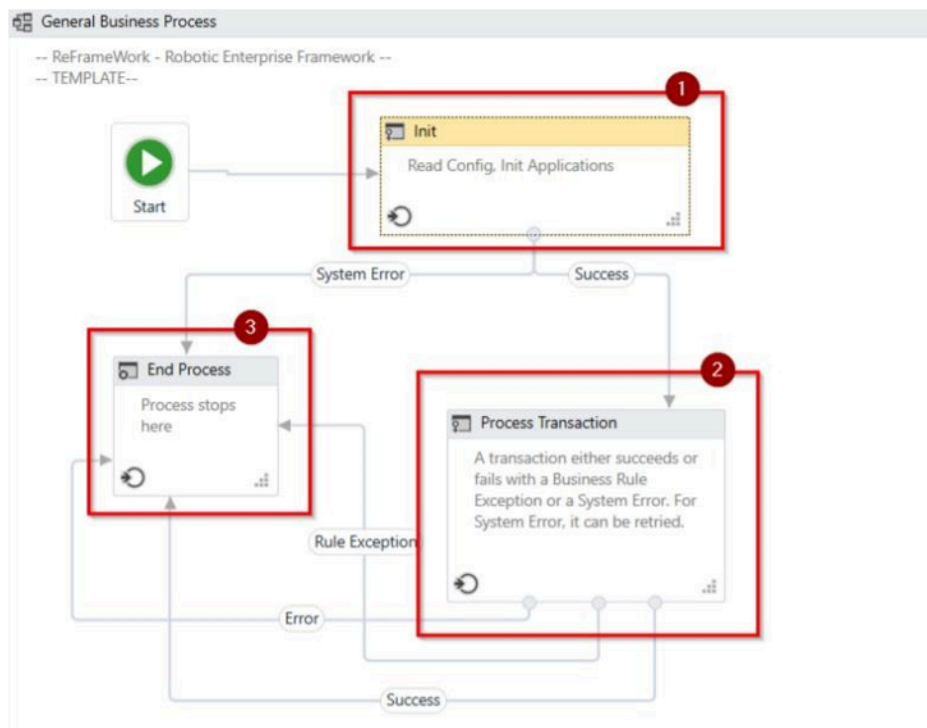 General Business Process
-- ReFrameWork - Robotic Enterprise Framework --
-- TEMPLATE--
1
Init
Read Config, Init Applications
Start
System Error
Success
3
End Process
Process stops
here
2
Process Transaction
A transaction either succeeds or
fails with a Business Rule
Exception or a System Error. For
System Error, it can be retried.
Rule Exception
Error
Success